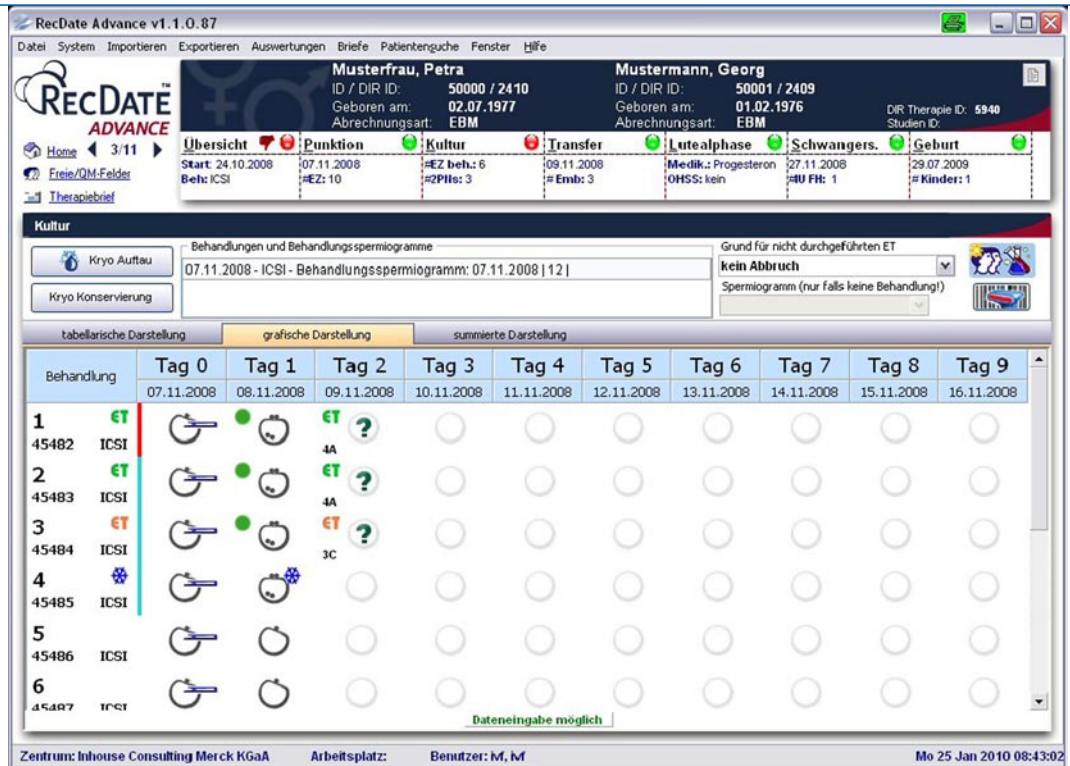 RecDate Advance v1.1.0.87
Datei System Importieren Exportieren Auswertungen Briefe Patientensuche Fenster Hilfe
RECDATE™
ADVANCE
Home 3/11
Freie/QM-Felder
Therapiebrief
Musterfrau, Petra
ID / DIR ID: 50000 / 2410
Geboren am: 02.07.1977
Abrechnungsart: EBM
Mustermann, Georg
ID / DIR ID: 50001 / 2409
Geboren am: 01.02.1976
Abrechnungsart: EBM
DIR Therapie ID: 5940
Studien ID:
Übersicht Punktion Kultur Transfer Lutealphase Schwangers. Geburt
Start: 24.10.2008 07.11.2008 #EZ beh.: 6 09.11.2008 Medik.: Progesteron 27.11.2008 29.07.2009
Beh: ICSI #EZ: 10 #2PNs: 3 # Emb: 3 OHSS: kein #IU FH: 1 # Kinder: 1
Kultur
Kryo Auftau
Kryo Konservierung
Behandlungen und Behandlungsspermiogramme
07.11.2008 - ICSI - Behandlungsspermiogramm: 07.11.2008 | 12 |
Grund für nicht durchgeführten ET
kein Abbruch
Spermiogramm (nur falls keine Behandlung!)
tabellarische Darstellung grafische Darstellung summierte Darstellung
Behandlung Tag 0 Tag 1 Tag 2 Tag 3 Tag 4 Tag 5 Tag 6 Tag 7 Tag 8 Tag 9
07.11.2008 08.11.2008 09.11.2008 10.11.2008 11.11.2008 12.11.2008 13.11.2008 14.11.2008 15.11.2008 16.11.2008
1 ET ET ?
45482 ICSI 4A
2 ET ET ?
45483 ICSI 4A
3 ET ET ?
45484 ICSI 3C
4
45485 ICSI
5
45486 ICSI
6
45487 ICSI
Dateneingabe möglich
Zentrum: Inhouse Consulting Merck KGaA Arbeitsplatz: Benutzer: ivf, ivf Mo 25 Jan 2010 08:43:02